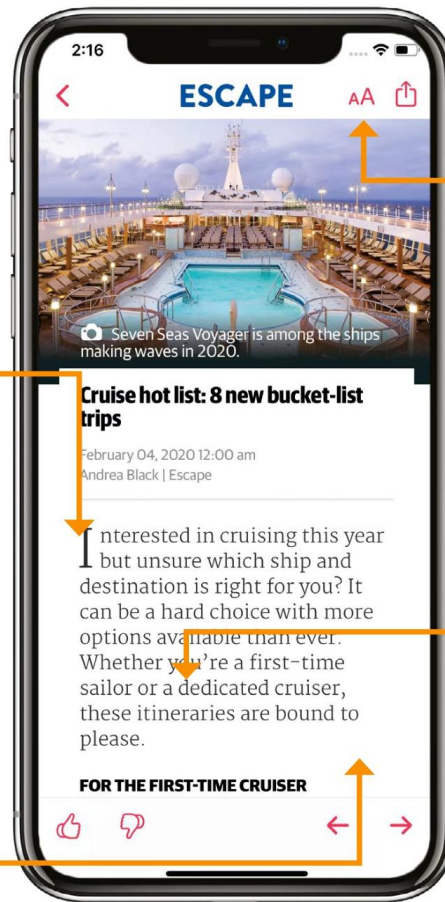 2:16
ESCAPE
AA
Seven Seas Voyager is among the ships
making waves in 2020.
Cruise hot list: 8 new bucket-list
trips
February 04, 2020 12:00 am
Andrea Black | Escape
Interested in cruising this year
but unsure which ship and
destination is right for you? It
can be a hard choice with more
options available than ever.
Whether you're a first-time
sailor or a dedicated cruiser,
these itineraries are bound to
please.
FOR THE FIRST-TIME CRUISER